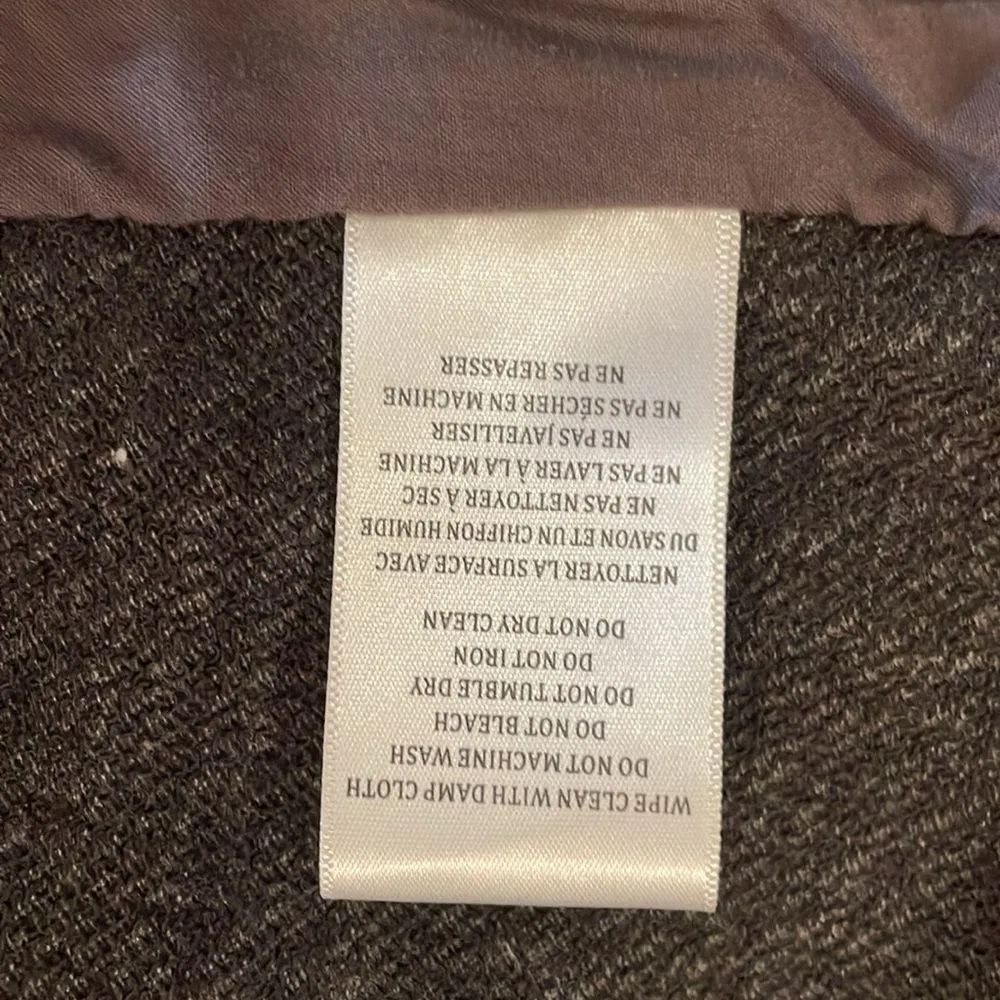 WIPE CLEAN WITH DAMP CLOTH
DO NOT MACHINE WASH
DO NOT BLEACH
DO NOT TUMBLE DRY
DO NOT IRON
DO NOT DRY CLEAN
NETTOYER LA SURFACE AVEC
DU SAVON ET UN CHIFFON HUMIDE
NE PAS NETTOYER À SEC
NE PAS LAVER À LA MACHINE
NE PAS JAVELLISER
NE PAS SÉCHER EN MACHINE
NE PAS REPASSER